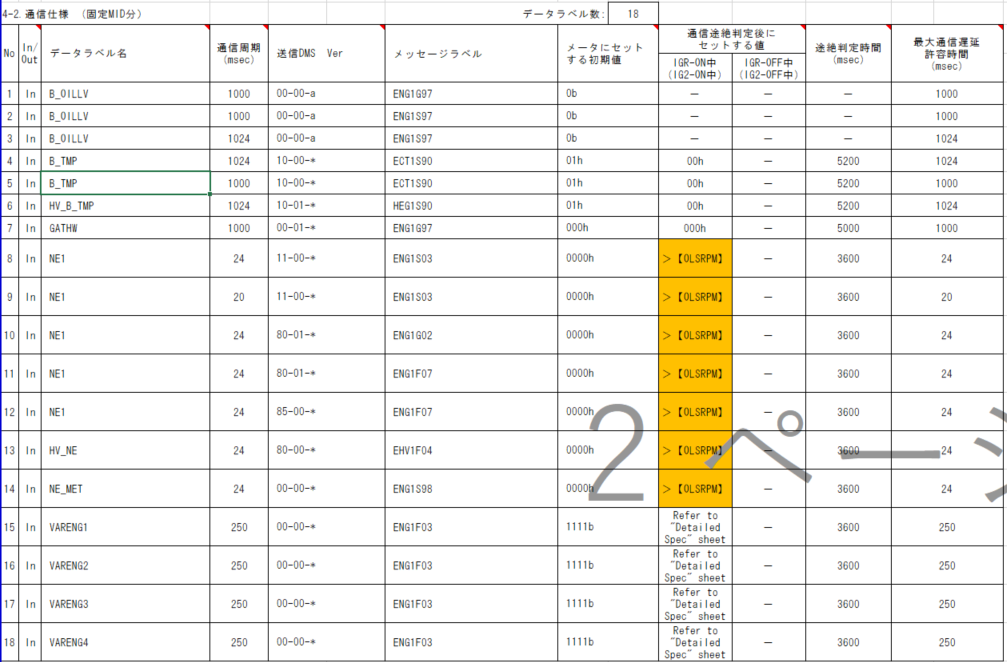 4-2.通信仕様 （固定MID分） データラベル数: 18
No In/Out データラベル名 通信周期(msec) 送信DMS Ver メッセージラベル メータにセットする初期値 通信途絶判定後にセットする値 IGR-ON中(IG2-ON中) IGR-OFF中(IG2-OFF中) 途絶判定時間(msec) 最大通信遅延許容時間(msec)
1 In B_OILLV 1000 00-00-a ENG1G97 0b — — — 1000
2 In B_OILLV 1000 00-00-a ENG1S97 0b — — — 1000
3 In B_OILLV 1024 00-00-a ENG1S97 0b — — — 1024
4 In B_TMP 1024 10-00-* ECT1S90 01h 00h — 5200 1024
5 In B_TMP 1000 10-00-* ECT1S90 01h 00h — 5200 1000
6 In HV_B_TMP 1024 10-01-* HEG1S90 01h 00h — 5200 1024
7 In GATHW 1000 00-01-* ENG1G97 000h 000h — 5000 1000
8 In NE1 24 11-00-* ENG1S03 0000h ＞【OLSRPM】 — 3600 24
9 In NE1 20 11-00-* ENG1S03 0000h ＞【OLSRPM】 — 3600 20
10 In NE1 24 80-01-* ENG1G02 0000h ＞【OLSRPM】 — 3600 24
11 In NE1 24 80-01-* ENG1F07 0000h ＞【OLSRPM】 — 3600 24
12 In NE1 24 85-00-* ENG1F07 0000h ＞【OLSRPM】 — 3600 24
13 In HV_NE 24 80-00-* EHV1F04 0000h ＞【OLSRPM】 — 3600 24
14 In NE_MET 24 00-00-* ENG1S98 0000h ＞【OLSRPM】 — 3600 24
15 In VARENG1 250 00-00-* ENG1F03 1111b Refer to "Detailed Spec" sheet — 3600 250
16 In VARENG2 250 00-00-* ENG1F03 1111b Refer to "Detailed Spec" sheet — 3600 250
17 In VARENG3 250 00-00-* ENG1F03 1111b Refer to "Detailed Spec" sheet — 3600 250
18 In VARENG4 250 00-00-* ENG1F03 1111b Refer to "Detailed Spec" sheet — 3600 250
2 ページ